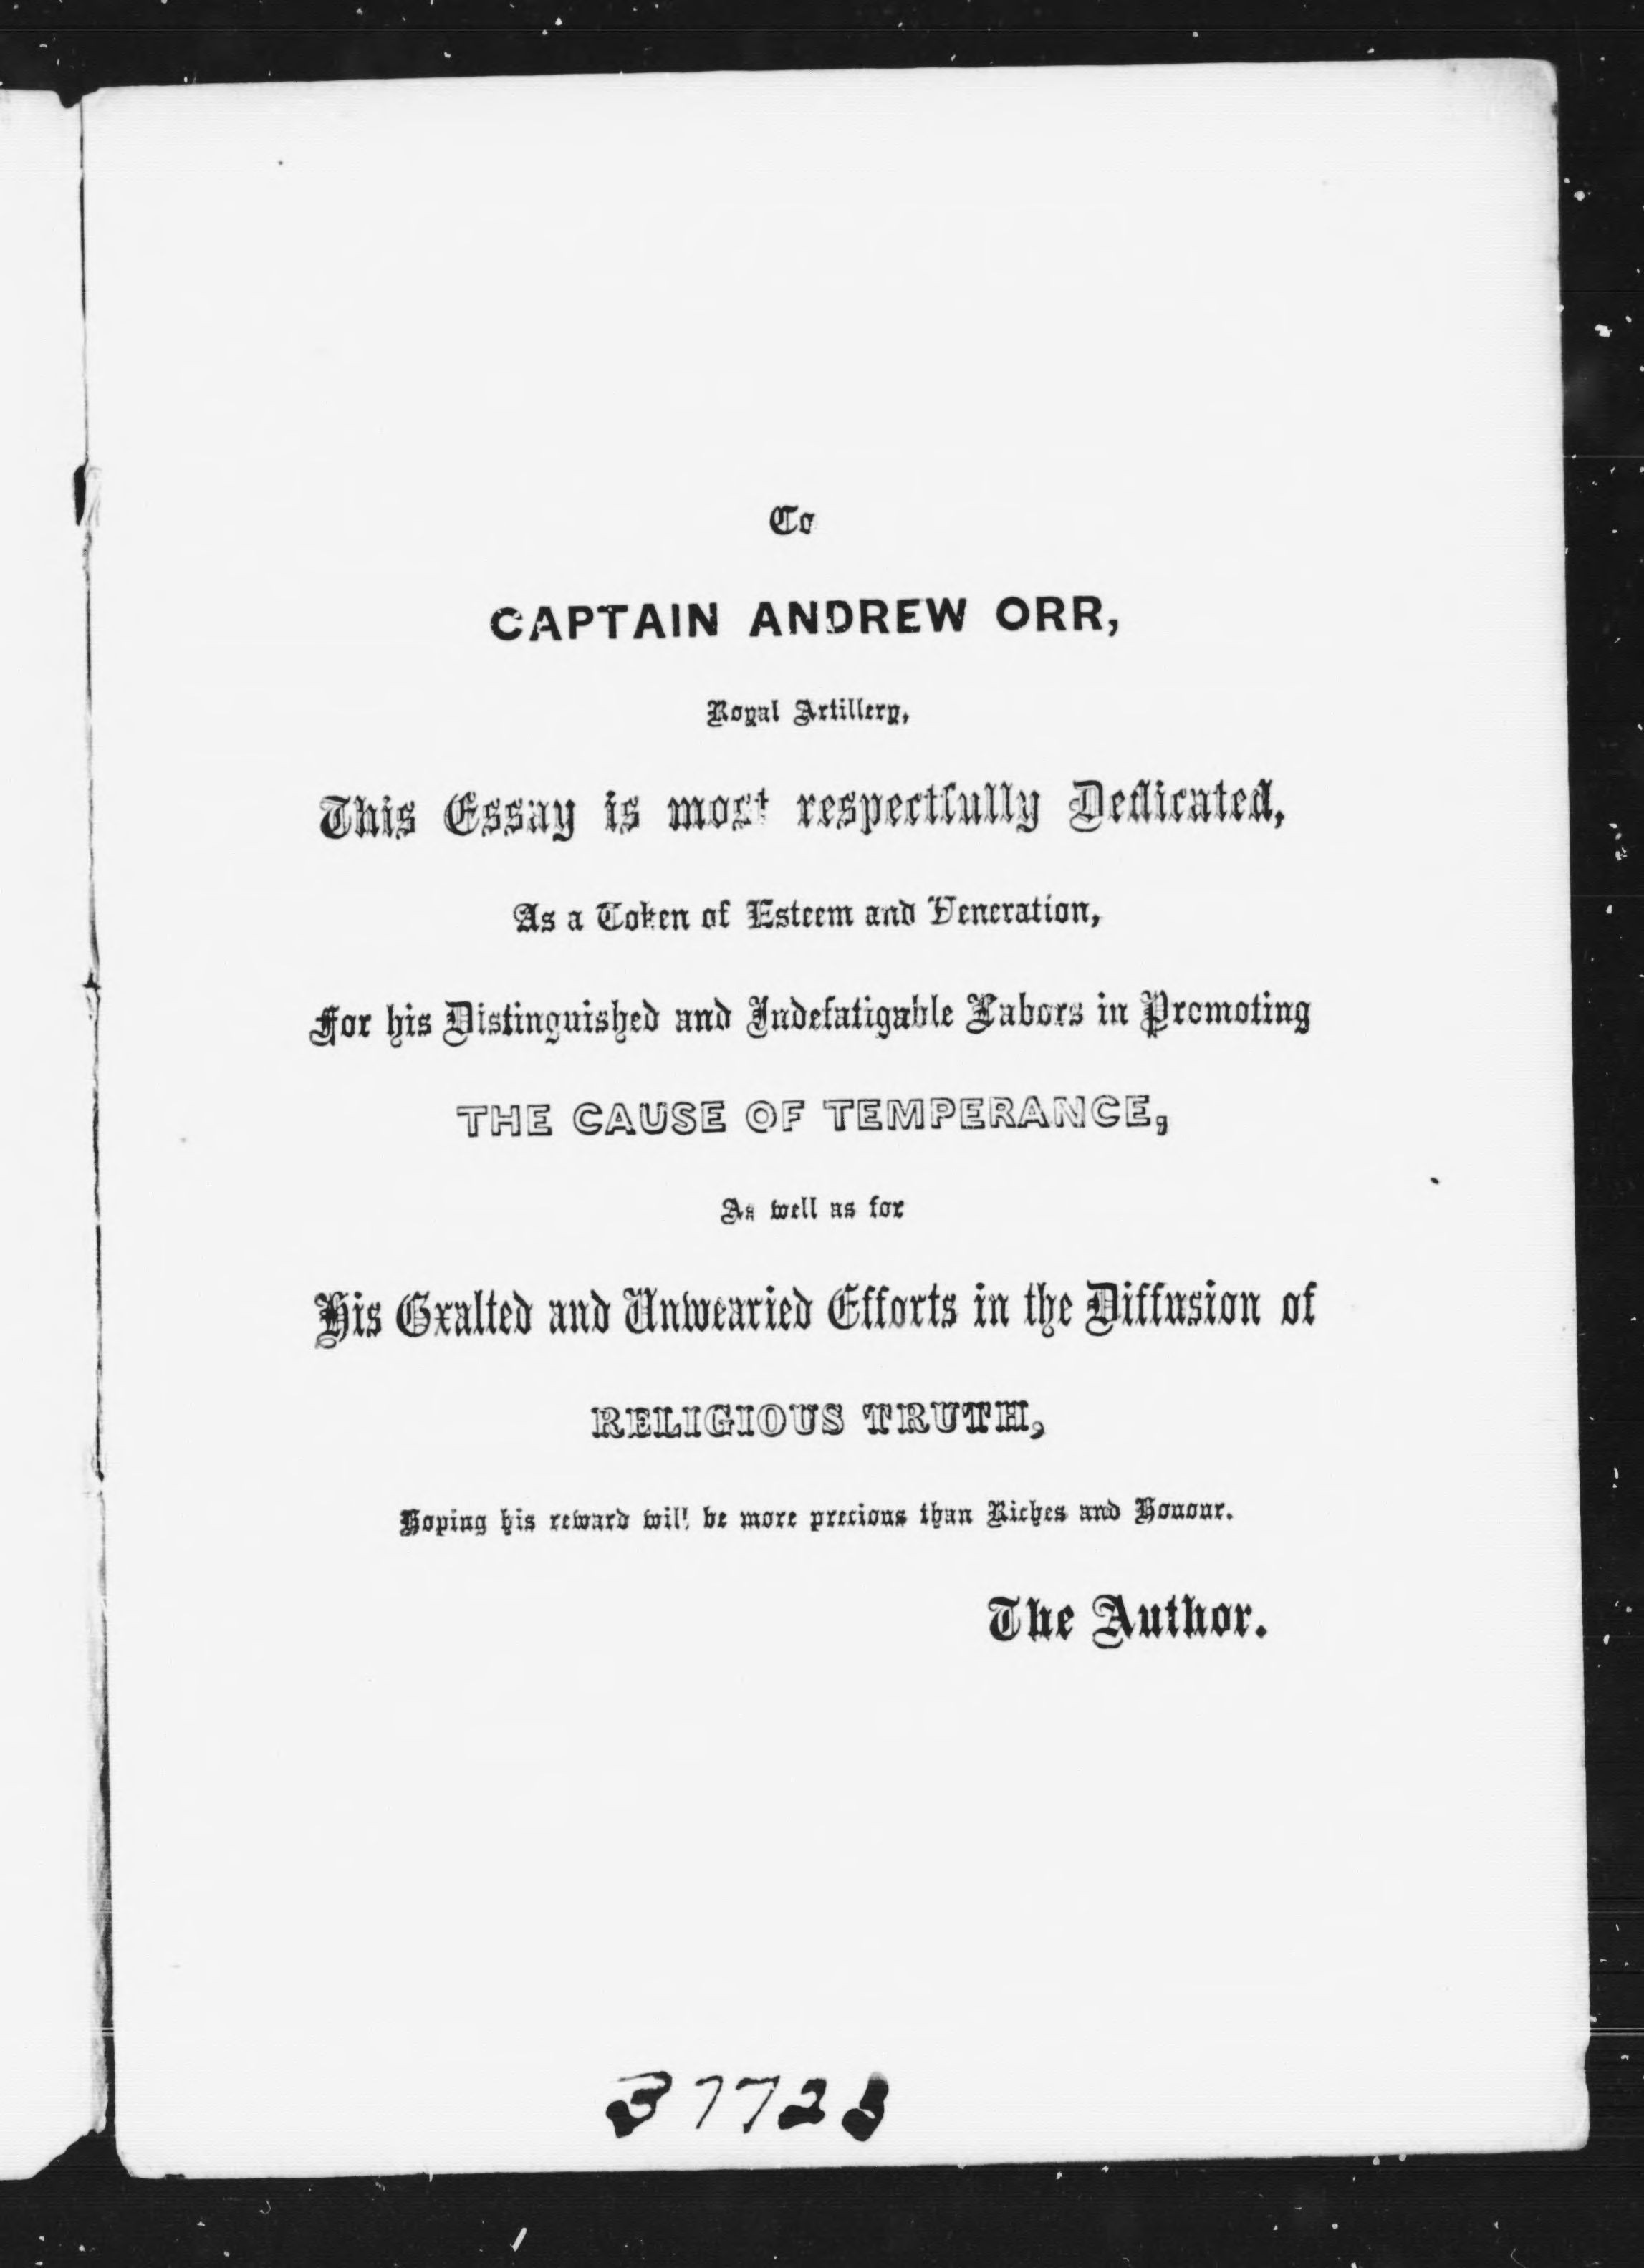 To
CAPTAIN ANDREW ORR,
Royal Artillery,
This Essay is most respectfully Dedicated,
As a Token of Esteem and Veneration,
For his Distinguished and Indefatigable Labors in Promoting
THE CAUSE OF TEMPERANCE,
As well as for
His Exalted and Unwearied Efforts in the Diffusion of
RELIGIOUS TRUTH,
Hoping his reward will be more precious than Riches and Honour.
The Author.